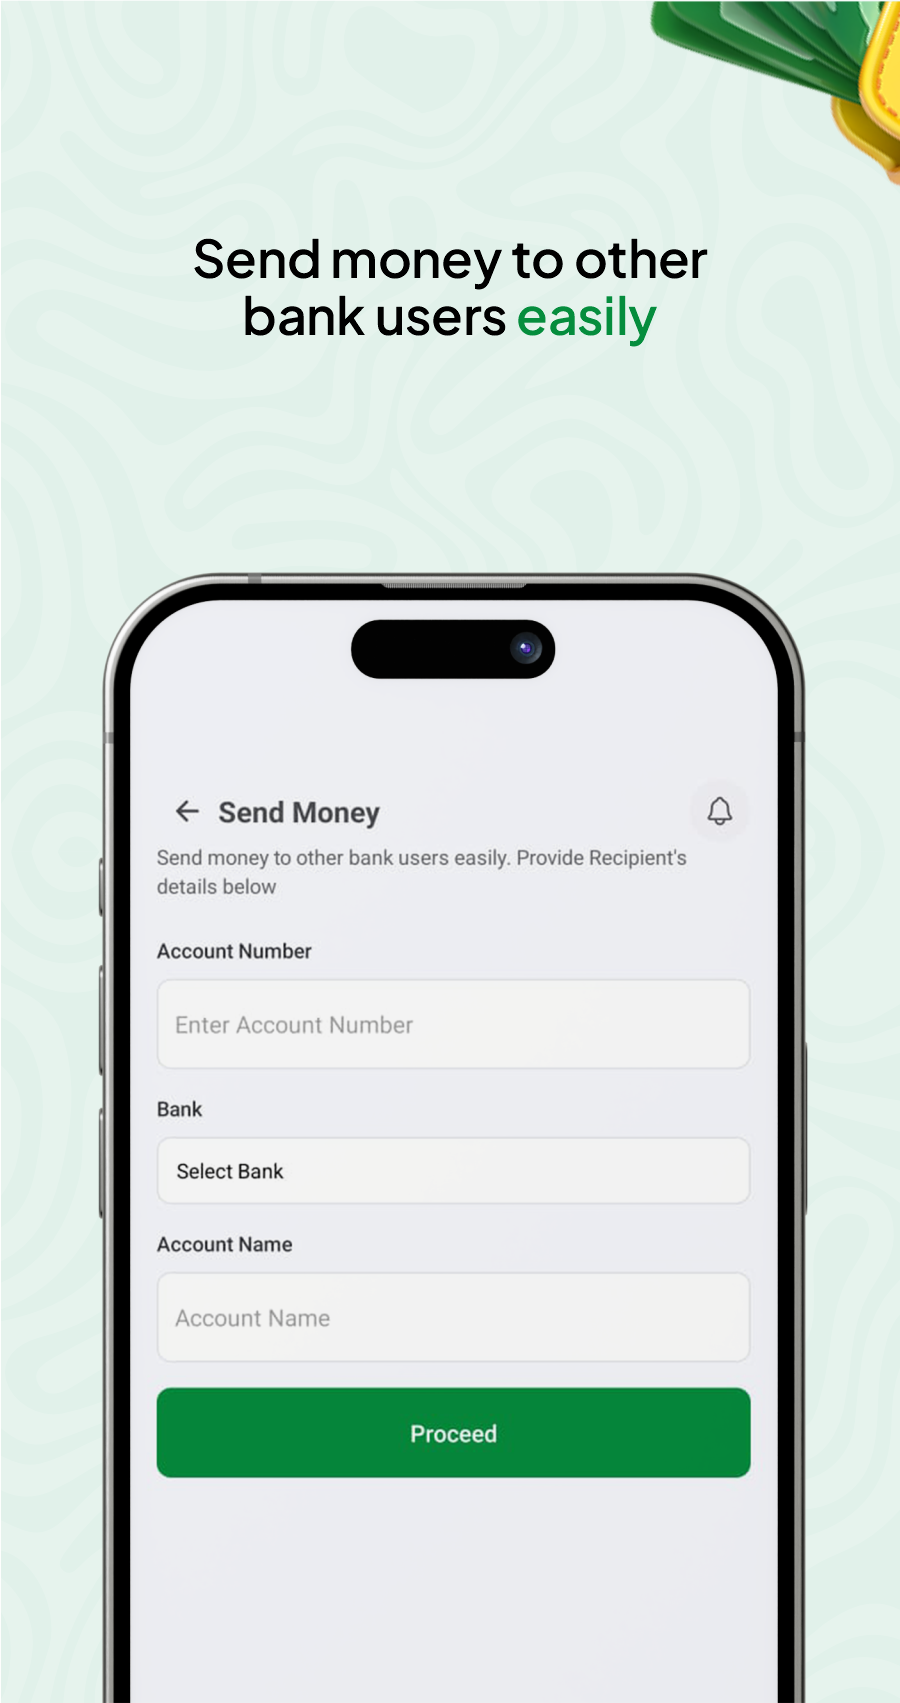 Send money to other
bank users easily
Send Money
Send money to other bank users easily. Provide Recipient's
details below
Account Number
Enter Account Number
Bank
Select Bank
Account Name
Account Name
Proceed